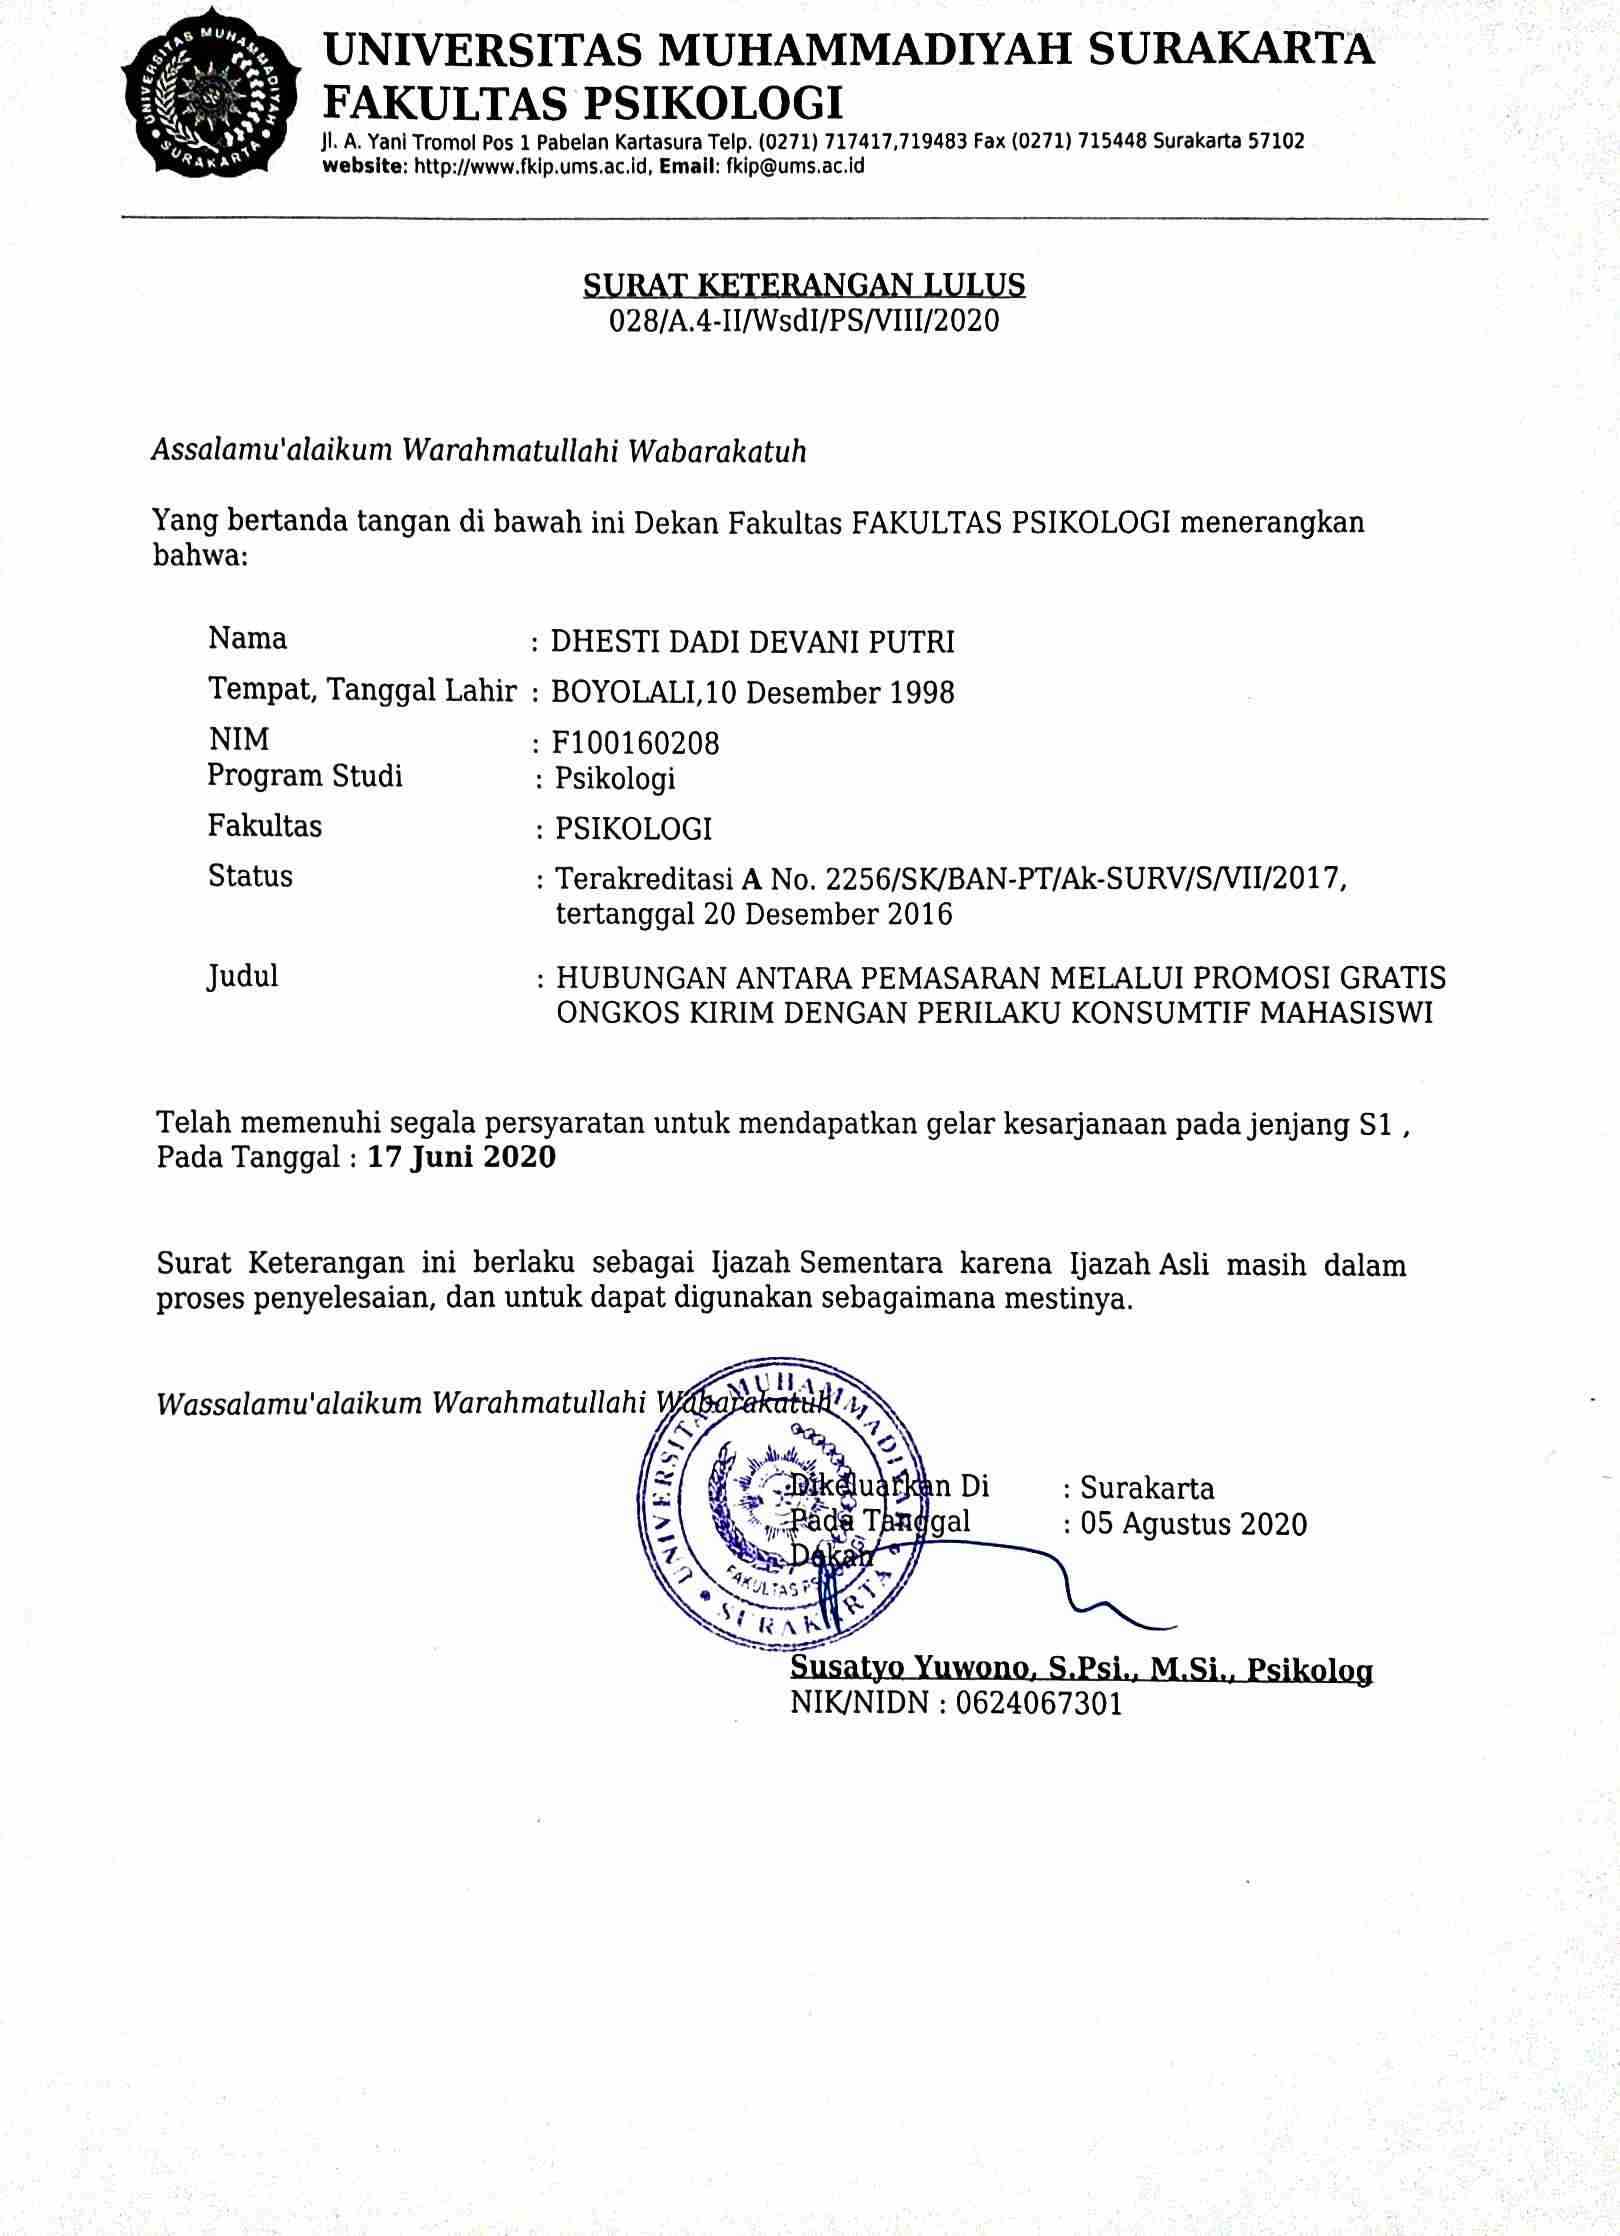 UNIVERSITAS MUHAMMADIYAH SURAKARTA
FAKULTAS PSIKOLOGI
Jl. A. Yani Tromol Pos 1 Pabelan Kartasura Telp. (0271) 717417,719483 Fax (0271) 715448 Surakarta 57102
website: http://www.fkip.ums.ac.id, Email: fkip@ums.ac.id
UNIVERSITAS MUHAMMADIYAH
SURAKARTA
SURAT KETERANGAN LULUS
028/A.4-II/WsdI/PS/VIII/2020
Assalamu'alaikum Warahmatullahi Wabarakatuh
Yang bertanda tangan di bawah ini Dekan Fakultas FAKULTAS PSIKOLOGI menerangkan
bahwa:
Nama : DHESTI DADI DEVANI PUTRI
Tempat, Tanggal Lahir : BOYOLALI,10 Desember 1998
NIM : F100160208
Program Studi : Psikologi
Fakultas : PSIKOLOGI
Status : Terakreditasi A No. 2256/SK/BAN-PT/Ak-SURV/S/VII/2017,
tertanggal 20 Desember 2016
Judul : HUBUNGAN ANTARA PEMASARAN MELALUI PROMOSI GRATIS
ONGKOS KIRIM DENGAN PERILAKU KONSUMTIF MAHASISWI
Telah memenuhi segala persyaratan untuk mendapatkan gelar kesarjanaan pada jenjang S1 ,
Pada Tanggal : 17 Juni 2020
Surat Keterangan ini berlaku sebagai Ijazah Sementara karena Ijazah Asli masih dalam
proses penyelesaian, dan untuk dapat digunakan sebagaimana mestinya.
Wassalamu'alaikum Warahmatullahi Wabarakatuh
UNIVERSITAS MUHAMMADIYAH
FAKULTAS PSIKOLOGI
SURAKARTA
Dikeluarkan Di : Surakarta
Pada Tanggal : 05 Agustus 2020
Dekan
Susatyo Yuwono, S.Psi., M.Si., Psikolog
NIK/NIDN : 0624067301